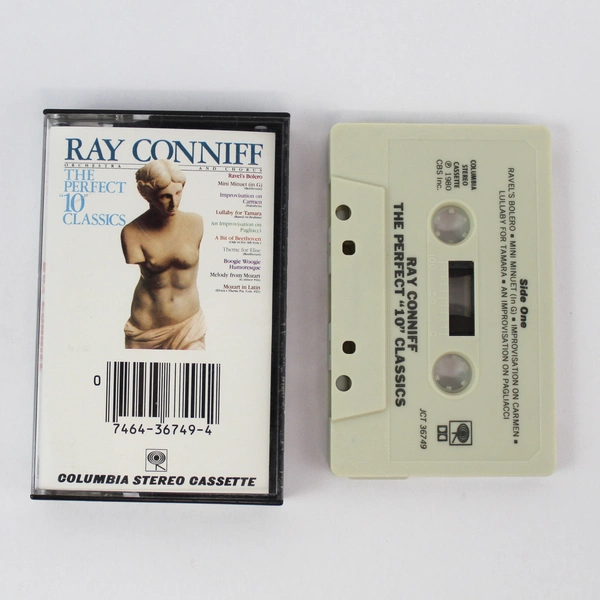 RAY CONNIFF
ORCHESTRA AND CHORUS
THE
PERFECT
"10"
CLASSICS
Ravel's Bolero
Mini Minuet (in G)
Improvisation on
Carmen
Lullaby for Tamara
An Improvisation on
Pagliacci
A Bit of Beethoven
Theme for Elise
Boogie Woogie
Humoresque
Melody from Mozart
Mozart in Latin
0
7464-36749-4
COLUMBIA STEREO CASSETTE
COLUMBIA
STEREO
CASSETTE
℗ 1980
CBS Inc.
RAY CONNIFF
THE PERFECT "10" CLASSICS
JCT 36749
Side One
RAVEL'S BOLERO ■ MINI MINUET (In G) ■ IMPROVISATION ON CARMEN ■
LULLABY FOR TAMARA ■ AN IMPROVISATION ON PAGLIACCI